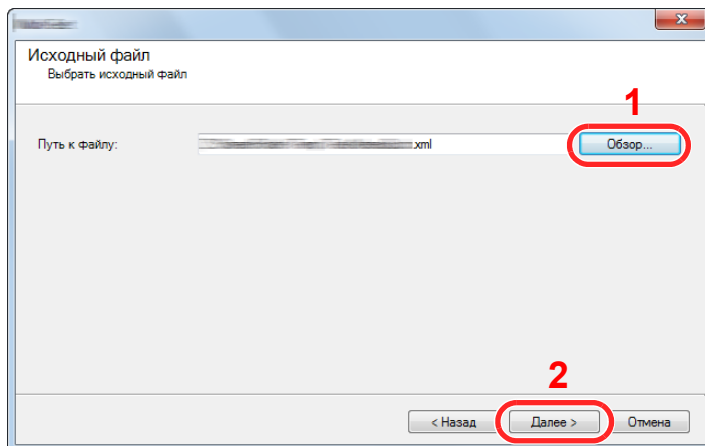 Исходный файл
Выбрать исходный файл
1
Путь к файлу: .xml Обзор...
2
< Назад Далее > Отмена